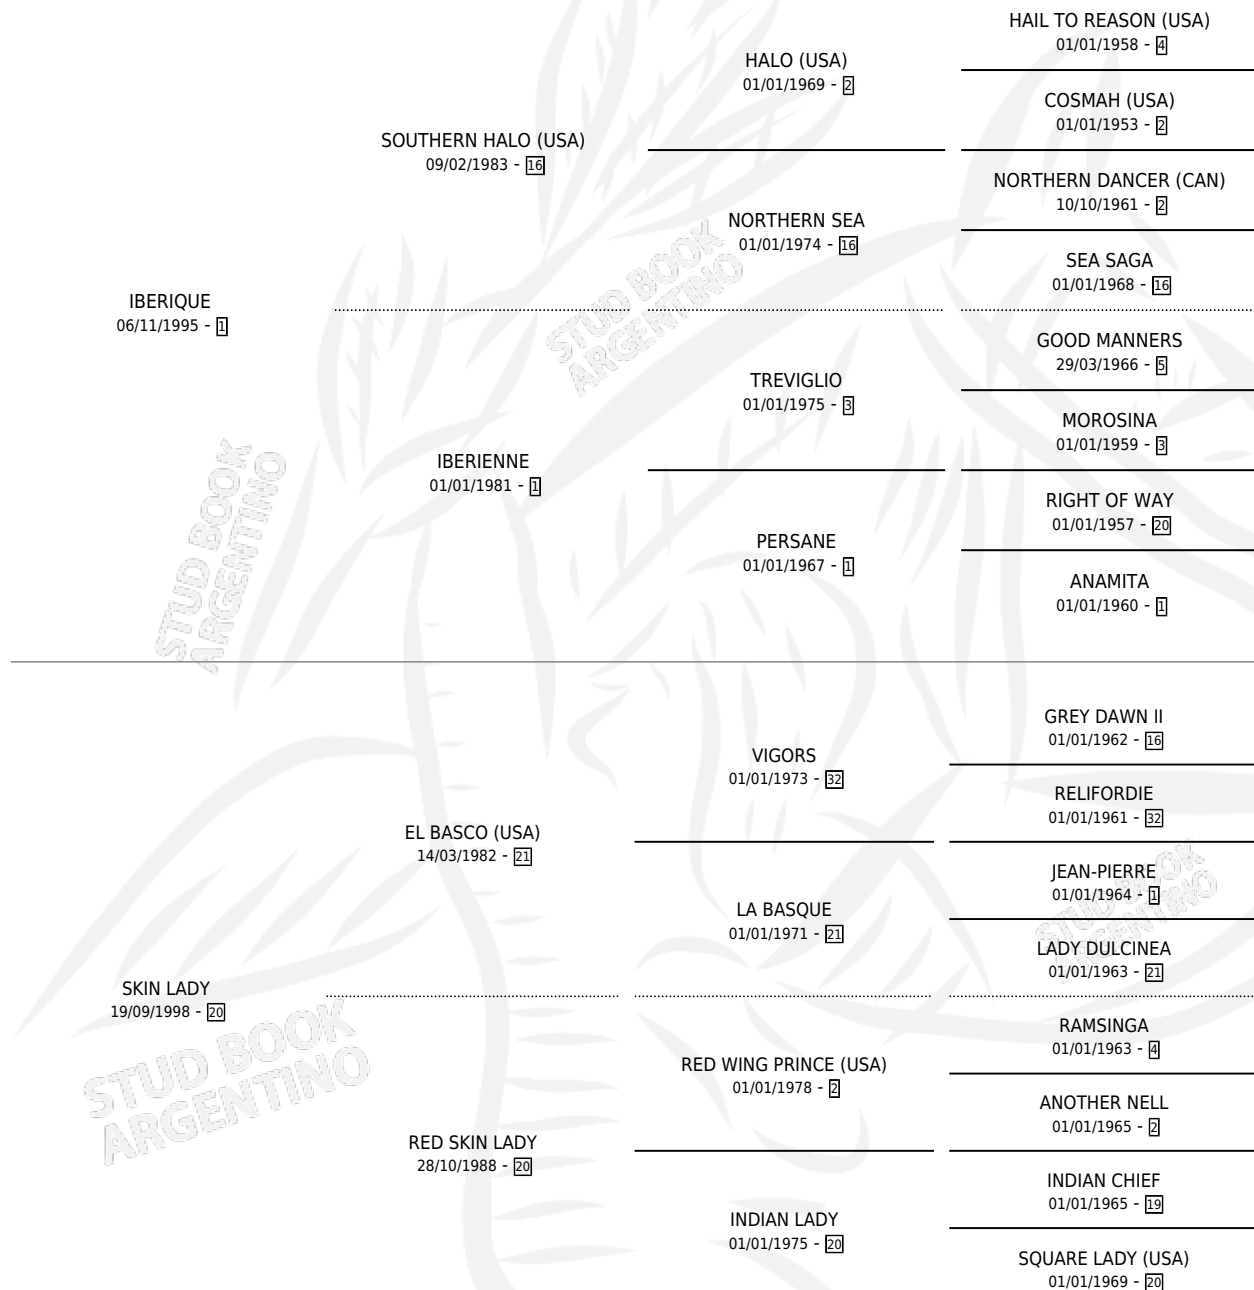 HAIL TO REASON (USA)
01/01/1958 - 4
HALO (USA)
01/01/1969 - 2
COSMAH (USA)
01/01/1953 - 2
SOUTHERN HALO (USA)
09/02/1983 - 16
NORTHERN DANCER (CAN)
10/10/1961 - 2
NORTHERN SEA
01/01/1974 - 16
SEA SAGA
01/01/1968 - 16
IBERIQUE
06/11/1995 - 1
GOOD MANNERS
29/03/1966 - 5
TREVIGLIO
01/01/1975 - 3
MOROSINA
01/01/1959 - 3
IBERIENNE
01/01/1981 - 1
RIGHT OF WAY
01/01/1957 - 20
PERSANE
01/01/1967 - 1
ANAMITA
01/01/1960 - 1
GREY DAWN II
01/01/1962 - 16
VIGORS
01/01/1973 - 32
RELIFORDIE
01/01/1961 - 32
EL BASCO (USA)
14/03/1982 - 21
JEAN-PIERRE
01/01/1964 - 1
LA BASQUE
01/01/1971 - 21
LADY DULCINEA
01/01/1963 - 21
SKIN LADY
19/09/1998 - 20
RAMSINGA
01/01/1963 - 4
RED WING PRINCE (USA)
01/01/1978 - 2
ANOTHER NELL
01/01/1965 - 2
RED SKIN LADY
28/10/1988 - 20
INDIAN CHIEF
01/01/1965 - 19
INDIAN LADY
01/01/1975 - 20
SQUARE LADY (USA)
01/01/1969 - 20
STUD BOOK
ARGENTINO
STUD BOOK
ARGENTINO
STUD BOOK
ARGENTINO
STUD BOOK
ARGENTINO